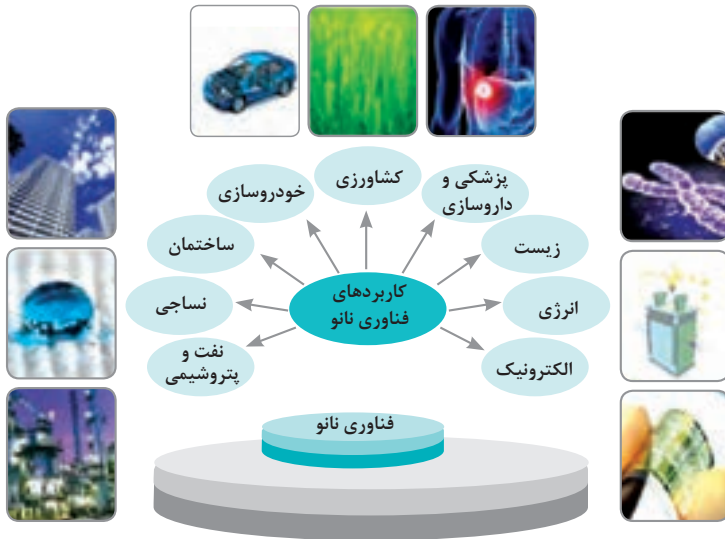 کشاورزی
پزشکی و
داروسازی
خودروسازی
زیست
ساختمان
انرژی
نساجی
کاربردهای
فناوری نانو
الکترونیک
نفت و
پتروشیمی
فناوری نانو